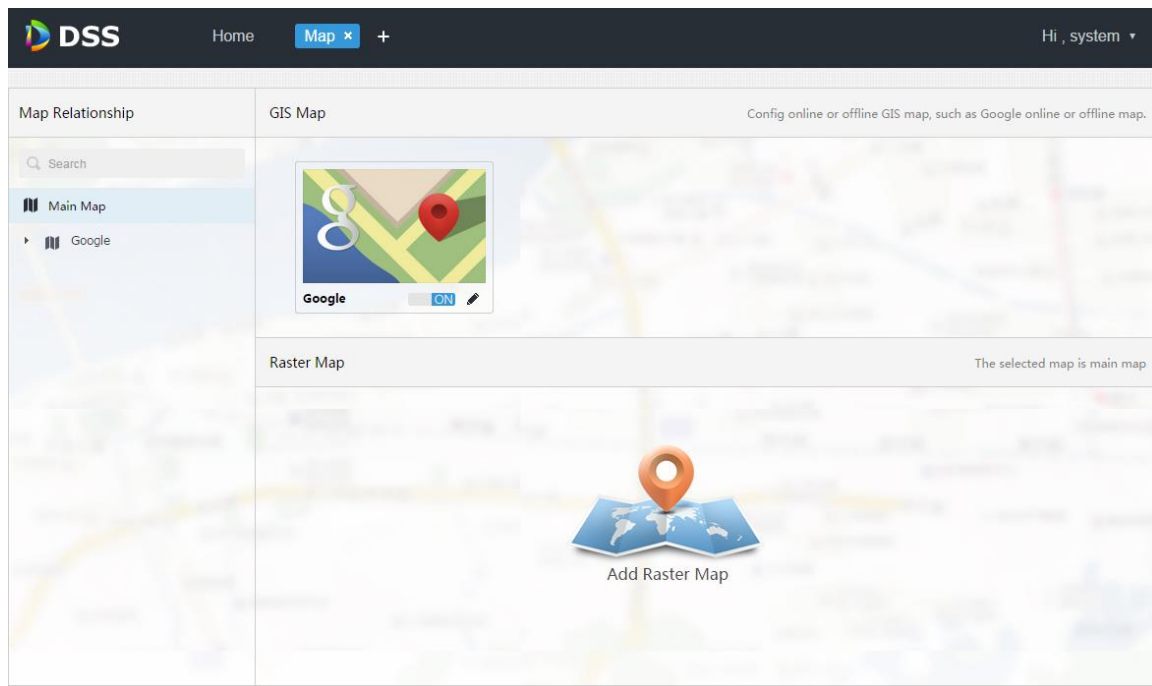 DSS Home Map × + Hi , system
Map Relationship
GIS Map Config online or offline GIS map, such as Google online or offline map.
Search
Main Map
Google
g
Google ON
Raster Map The selected map is main map
Add Raster Map